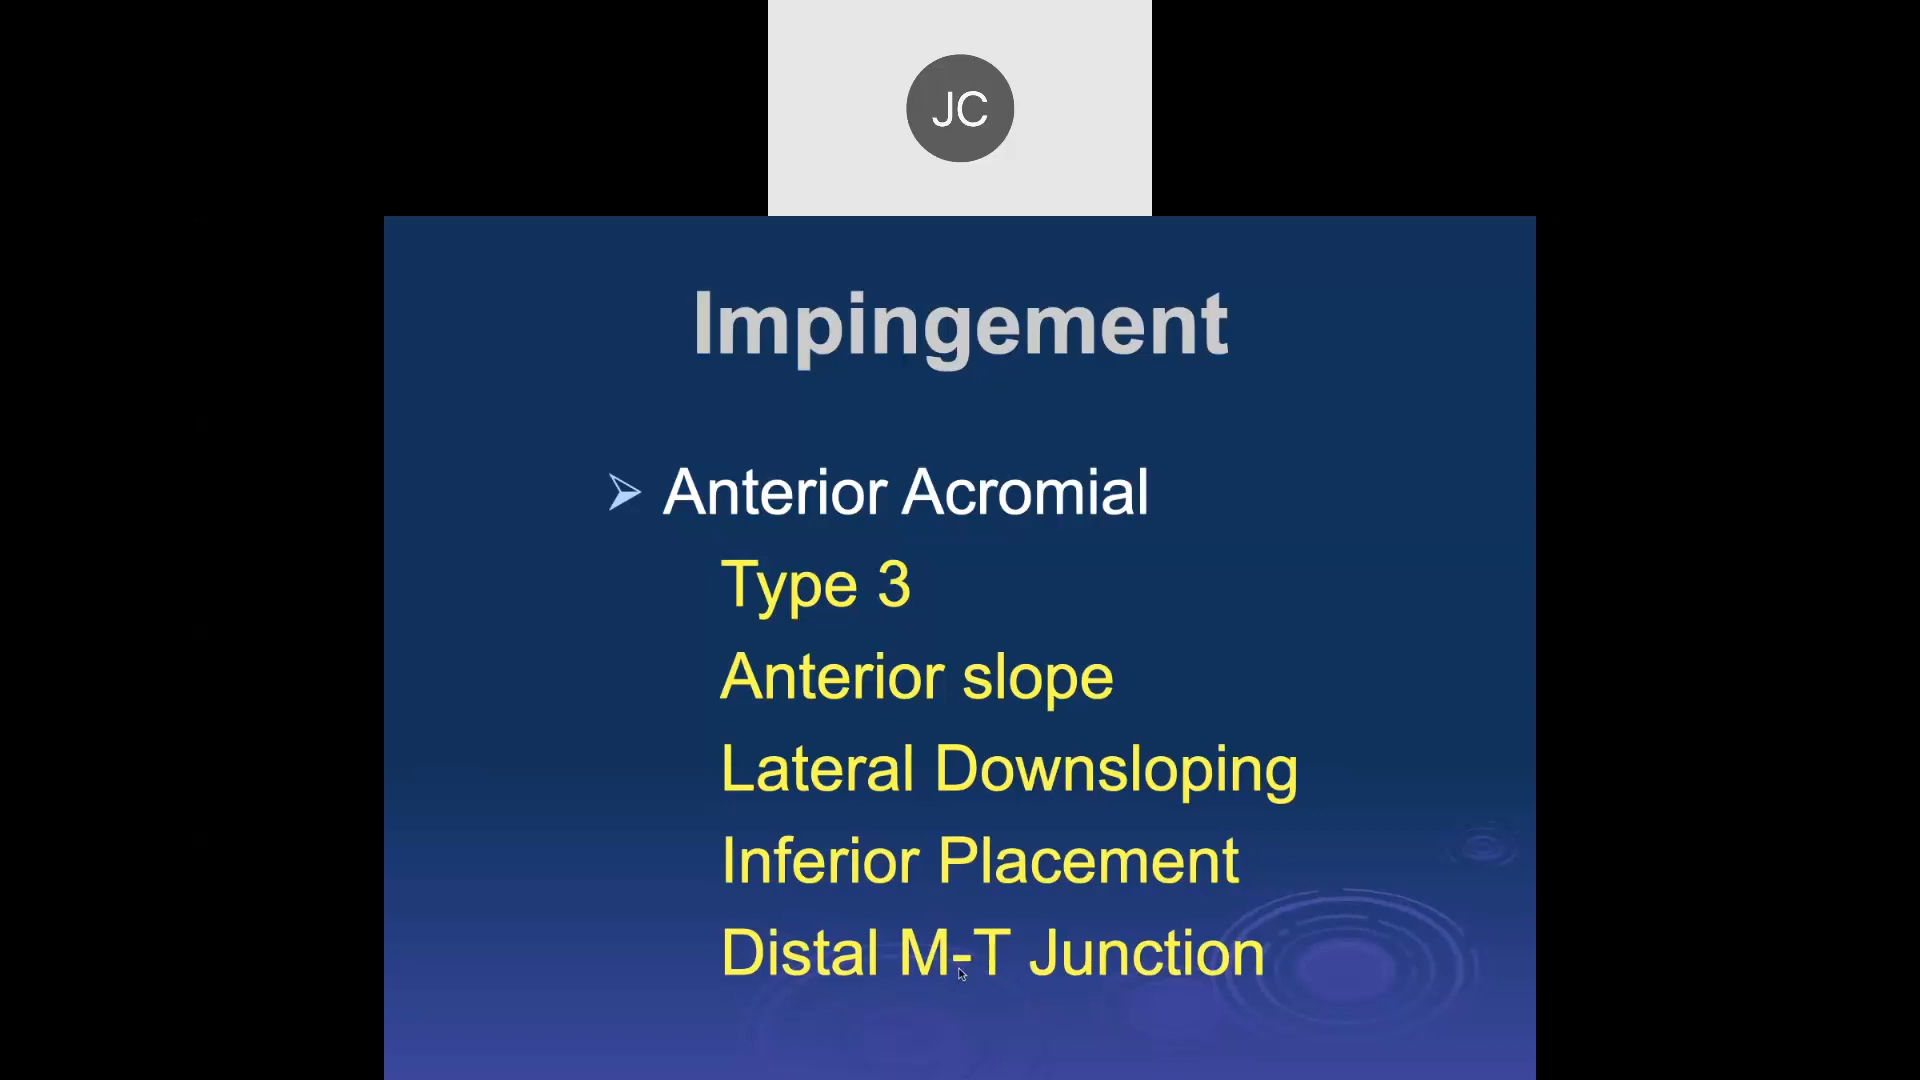 JC
Impingement
Anterior Acromial
Type 3
Anterior slope
Lateral Downsloping
Inferior Placement
Distal M-T Junction